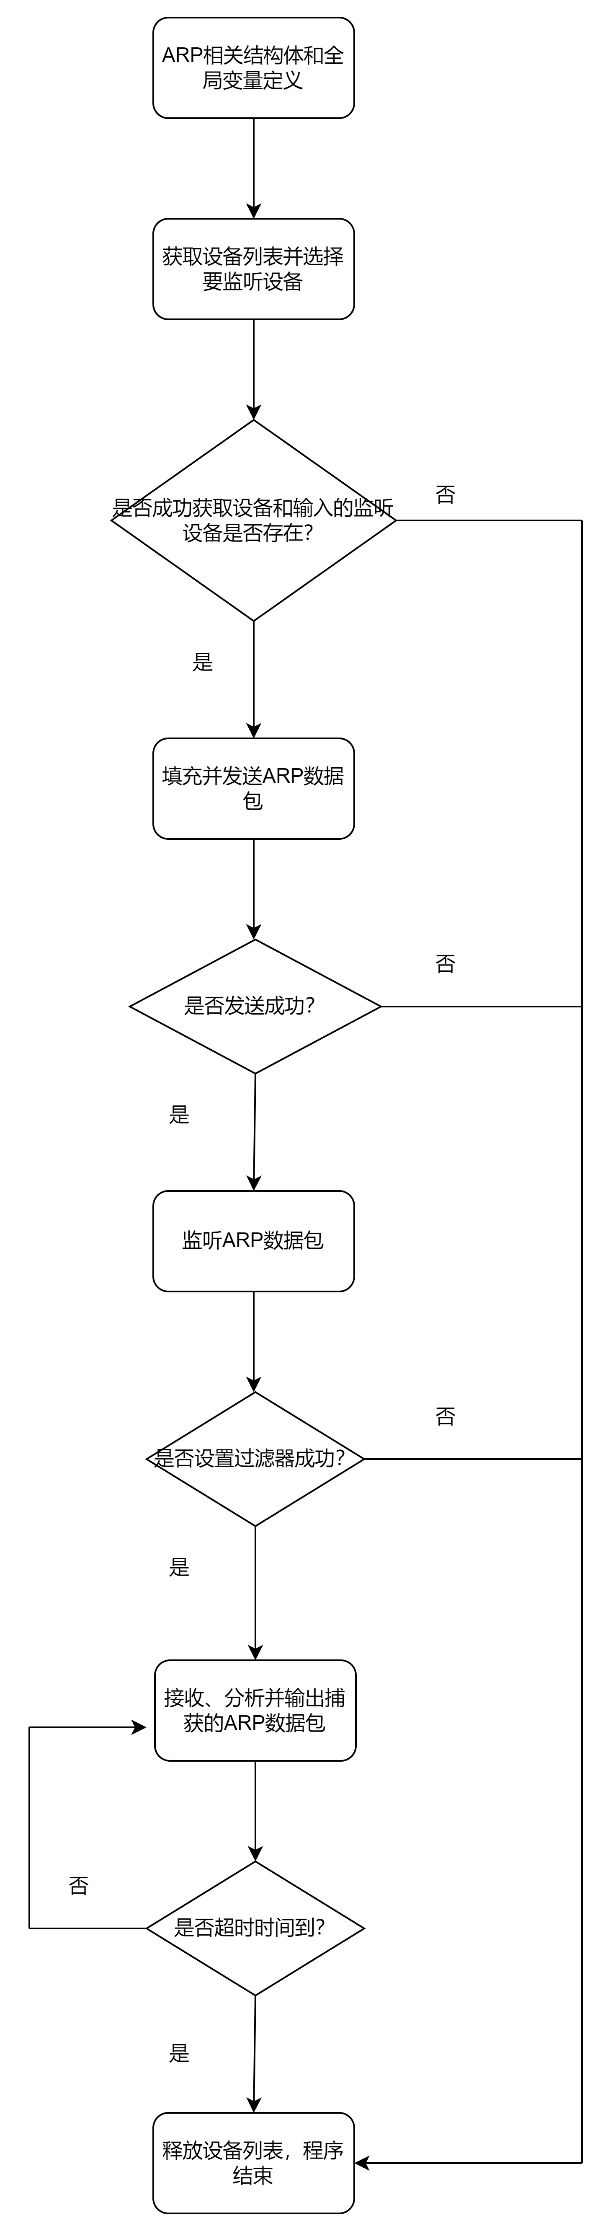 ARP相关结构体和全
局变量定义
获取设备列表并选择
要监听设备
是否成功获取设备和输入的监听
设备是否存在？
否
是
填充并发送ARP数据
包
是否发送成功？
否
是
监听ARP数据包
是否设置过滤器成功？
否
是
接收、分析并输出捕
获的ARP数据包
是否超时时间到？
否
是
释放设备列表，程序
结束